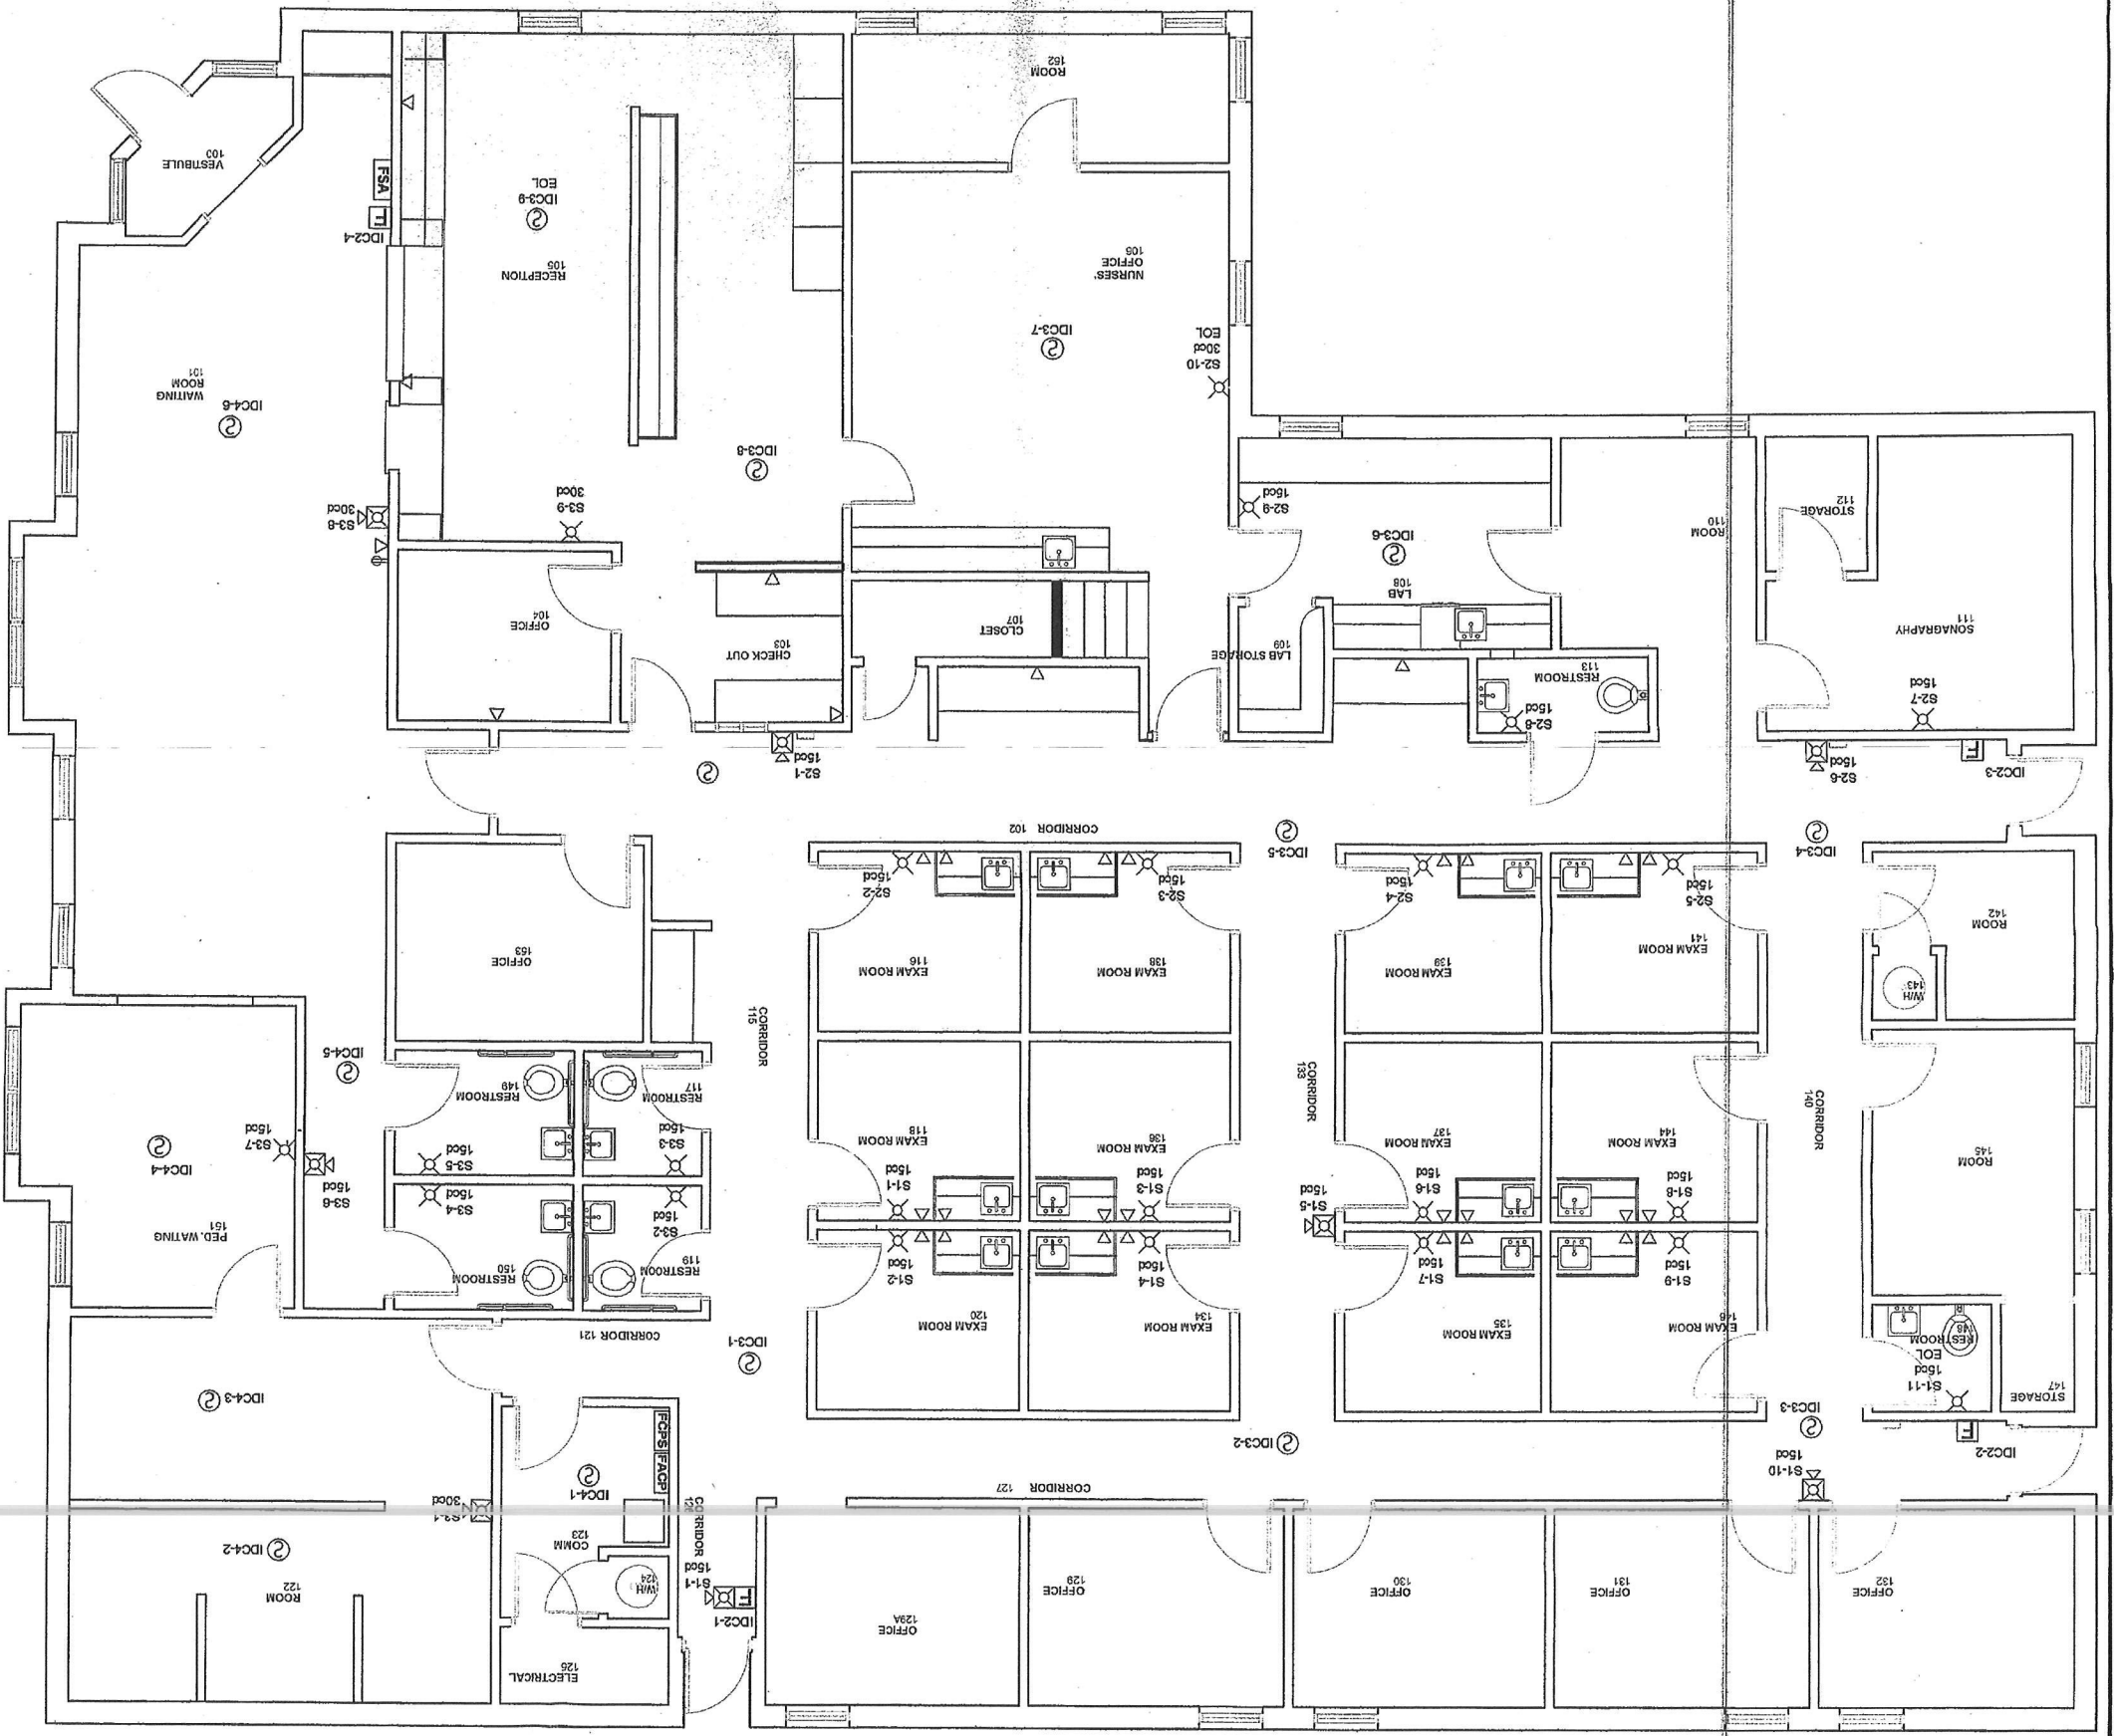 OFFICE
132
OFFICE
131
OFFICE
130
OFFICE
129
OFFICE
129A
ELECTRICAL
125
W/H
124
COMM
123
IDC2-1
S1-1
15cd
F
CORRIDOR
ROOM
122
IDC4-2
S
30cd
S
IDC4-1
FACP
FCPS
CORRIDOR 127
S1-10
15cd
IDC2-2
F
IDC3-3
S
IDC3-2
S
STORAGE
147
S1-11
15cd
EOL
RESTROOM
148
EXAM ROOM
146
S1-9
15cd
EXAM ROOM
135
S1-7
15cd
EXAM ROOM
134
S1-4
15cd
EXAM ROOM
120
S1-2
15cd
S
IDC3-1
CORRIDOR 121
IDC4-3
S
RESTROOM
119
S3-2
15cd
RESTROOM
150
S3-4
15cd
PED. WATING
151
ROOM
145
CORRIDOR
140
EXAM ROOM
144
S1-8
15cd
EXAM ROOM
137
S1-6
15cd
S1-5
15cd
CORRIDOR
133
EXAM ROOM
136
S1-3
15cd
EXAM ROOM
118
S1-1
15cd
CORRIDOR
115
RESTROOM
117
S3-3
15cd
RESTROOM
149
S3-5
15cd
S3-6
15cd
S3-7
15cd
IDC4-4
S
S
IDC4-5
W/H
143
ROOM
142
EXAM ROOM
141
S2-5
15cd
EXAM ROOM
139
S2-4
15cd
EXAM ROOM
138
S2-3
15cd
EXAM ROOM
116
S2-2
15cd
OFFICE
153
IDC3-4
S
IDC3-5
S
CORRIDOR 102
IDC2-3
F
S2-6
15cd
S2-1
15cd
S
S2-7
15cd
SONAGRAPHY
111
STORAGE
112
ROOM
110
S2-8
15cd
RESTROOM
113
LAB STORAGE
109
LAB
108
S
IDC3-6
S2-9
15cd
CLOSET
107
CHECK OUT
103
OFFICE
104
S3-9
30cd
S3-8
30cd
S
IDC3-8
S2-10
30cd
EOL
S
IDC3-7
NURSES'
OFFICE
106
RECEPTION
105
S
IDC3-9
EOL
S
IDC4-6
WAITING
ROOM
101
IDC2-4
F
FSA
VESTIBULE
100
ROOM
152